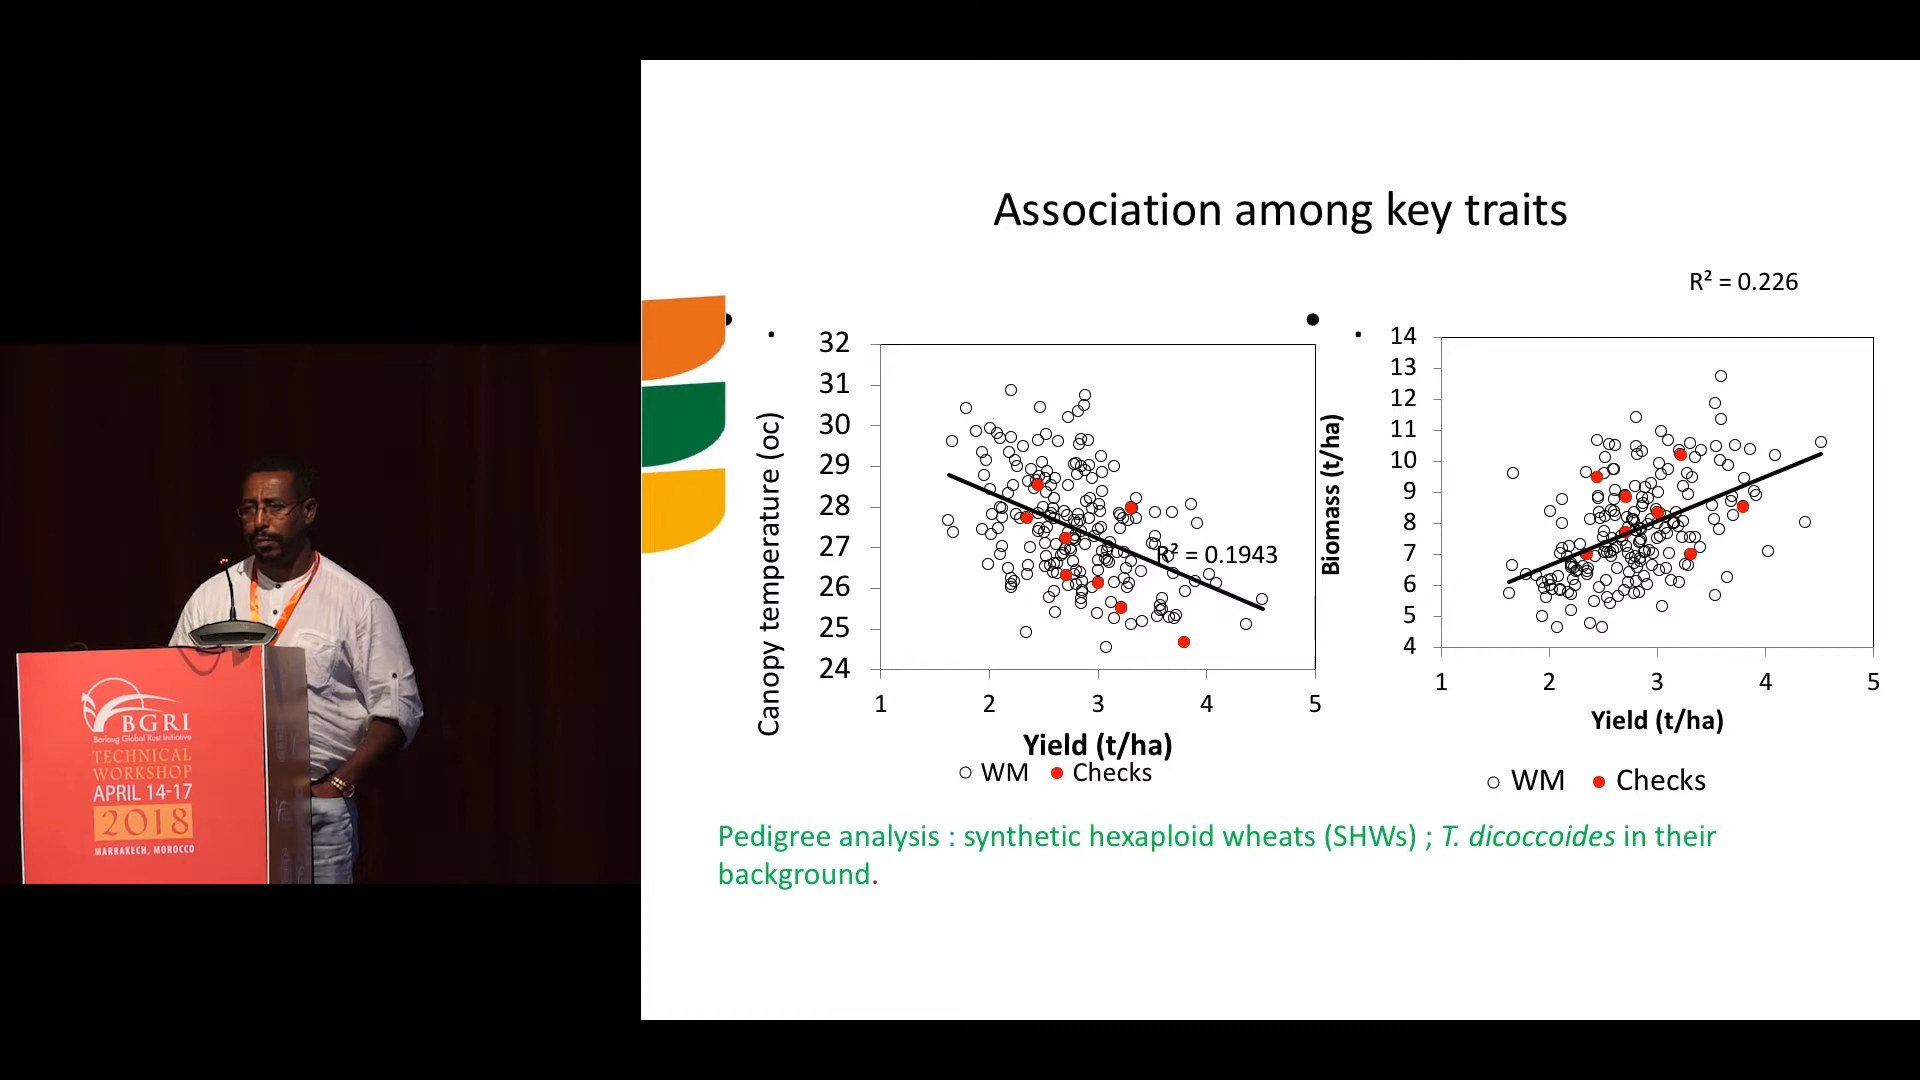 Association among key traits
R² = 0.226
32
31
30
29
28
27
26
25
24
Canopy temperature (oc)
R² = 0.1943
1 2 3 4 5
Yield (t/ha)
WM Checks
14
13
12
11
10
9
8
7
6
5
4
Biomass (t/ha)
1 2 3 4 5
Yield (t/ha)
WM Checks
Pedigree analysis : synthetic hexaploid wheats (SHWs) ; T. dicoccoides in their
background.
BGRI
Borlaug Global Rust Initiative
TECHNICAL
WORKSHOP
APRIL 14-17
2018
MARRAKECH, MOROCCO